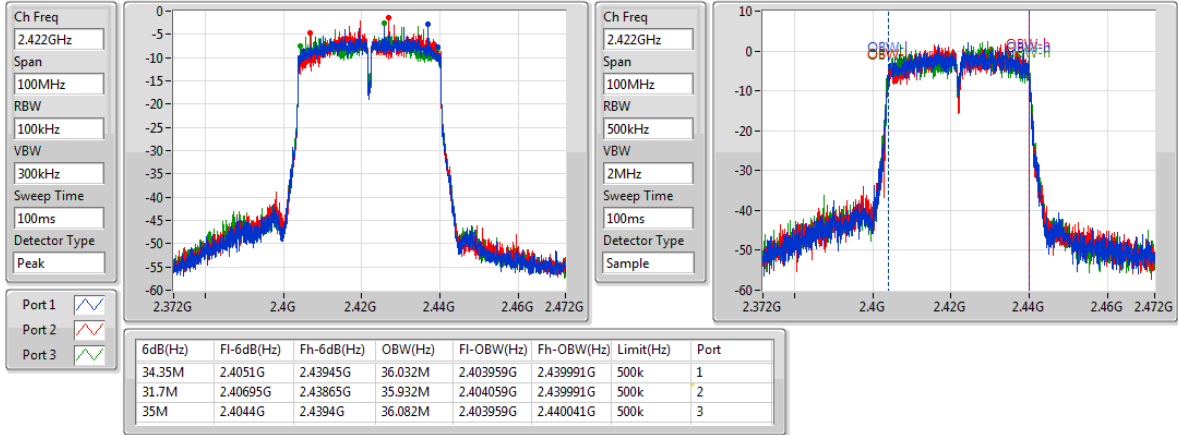 Ch Freq
2.422GHz
Span
100MHz
RBW
100kHz
VBW
300kHz
Sweep Time
100ms
Detector Type
Peak
0
-5
-10
-15
-20
-25
-30
-35
-40
-45
-50
-55
-60
2.372G 2.4G 2.42G 2.44G 2.46G 2.472G
Ch Freq
2.422GHz
Span
100MHz
RBW
500kHz
VBW
2MHz
Sweep Time
100ms
Detector Type
Sample
10
0
-10
-20
-30
-40
-50
-60
OBW-l OBW-h
2.372G 2.4G 2.42G 2.44G 2.46G 2.472G
Port 1
Port 2
Port 3
6dB(Hz) Fl-6dB(Hz) Fh-6dB(Hz) OBW(Hz) Fl-OBW(Hz) Fh-OBW(Hz) Limit(Hz) Port
34.35M 2.4051G 2.43945G 36.032M 2.403959G 2.439991G 500k 1
31.7M 2.40695G 2.43865G 35.932M 2.404059G 2.439991G 500k 2
35M 2.4044G 2.4394G 36.082M 2.403959G 2.440041G 500k 3